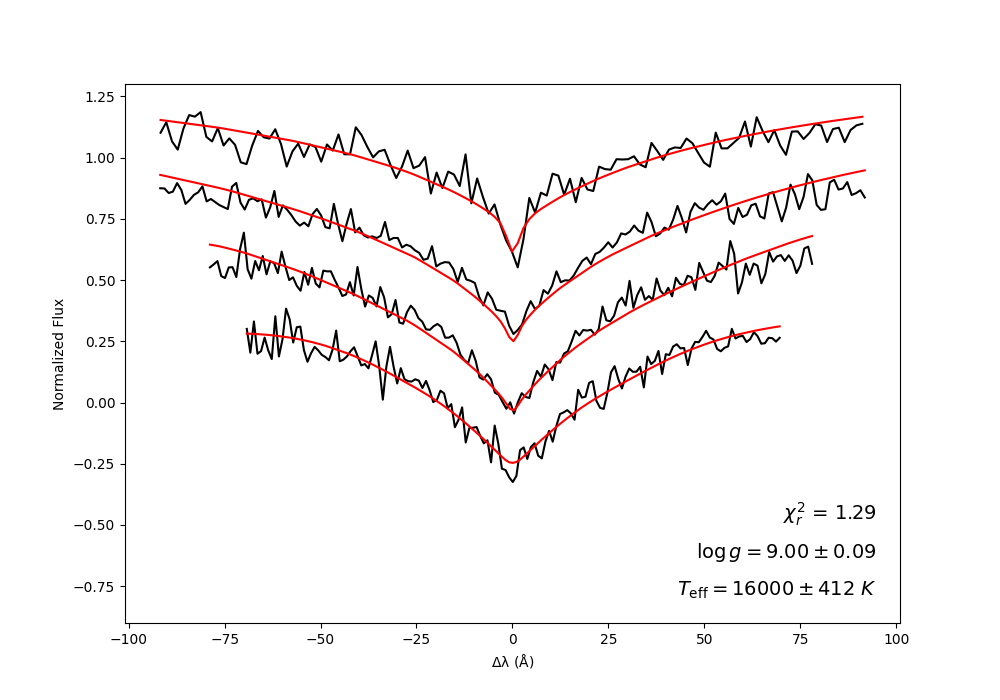 1.25
1.00
0.75
0.50
0.25
0.00
−0.25
−0.50
−0.75
Normalized Flux
χ²ᵣ = 1.29
log g = 9.00 ± 0.09
T_eff = 16000 ± 412 K
−100 −75 −50 −25 0 25 50 75 100
Δλ (Å)